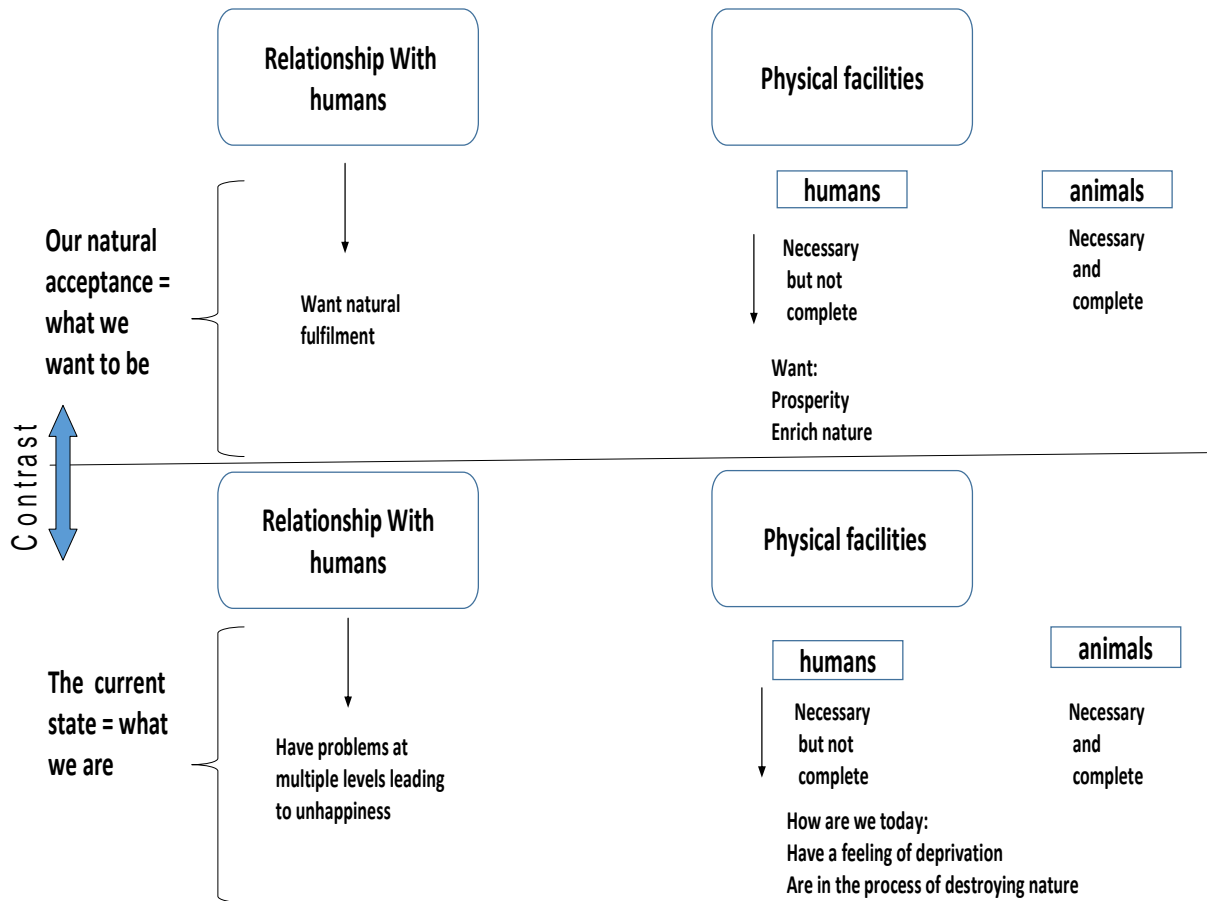 Relationship With
humans
Physical facilities
humans
animals
Our natural
acceptance =
what we
want to be
Want natural
fulfilment
Necessary
but not
complete
Necessary
and
complete
Want:
Prosperity
Enrich nature
Contrast
Relationship With
humans
Physical facilities
humans
animals
The current
state = what
we are
Have problems at
multiple levels leading
to unhappiness
Necessary
but not
complete
Necessary
and
complete
How are we today:
Have a feeling of deprivation
Are in the process of destroying nature